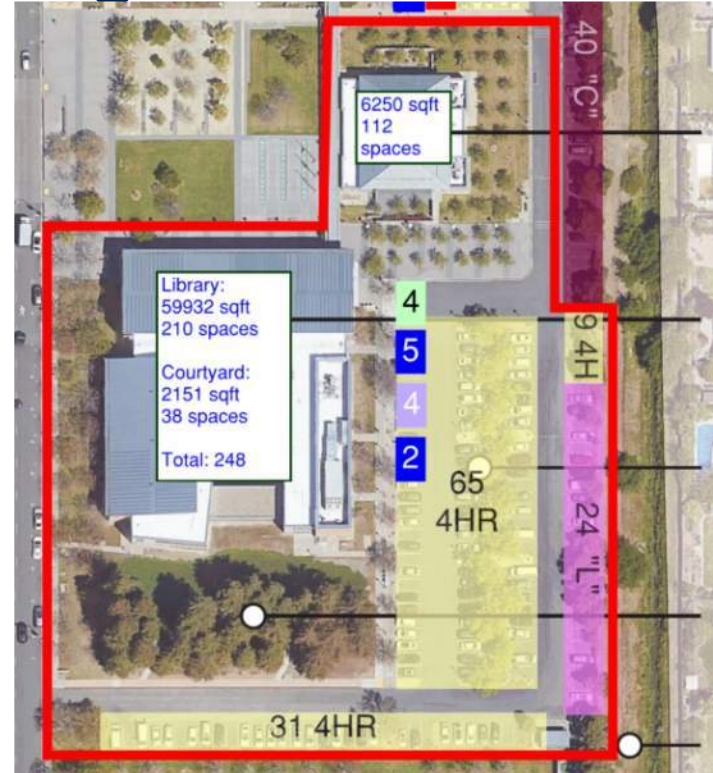 40 "C"
6250 sqft
112
spaces
Library:
59932 sqft
210 spaces
Courtyard:
2151 sqft
38 spaces
Total: 248
4
5
4
2
9 4H
65
4HR
24 "L"
31 4HR